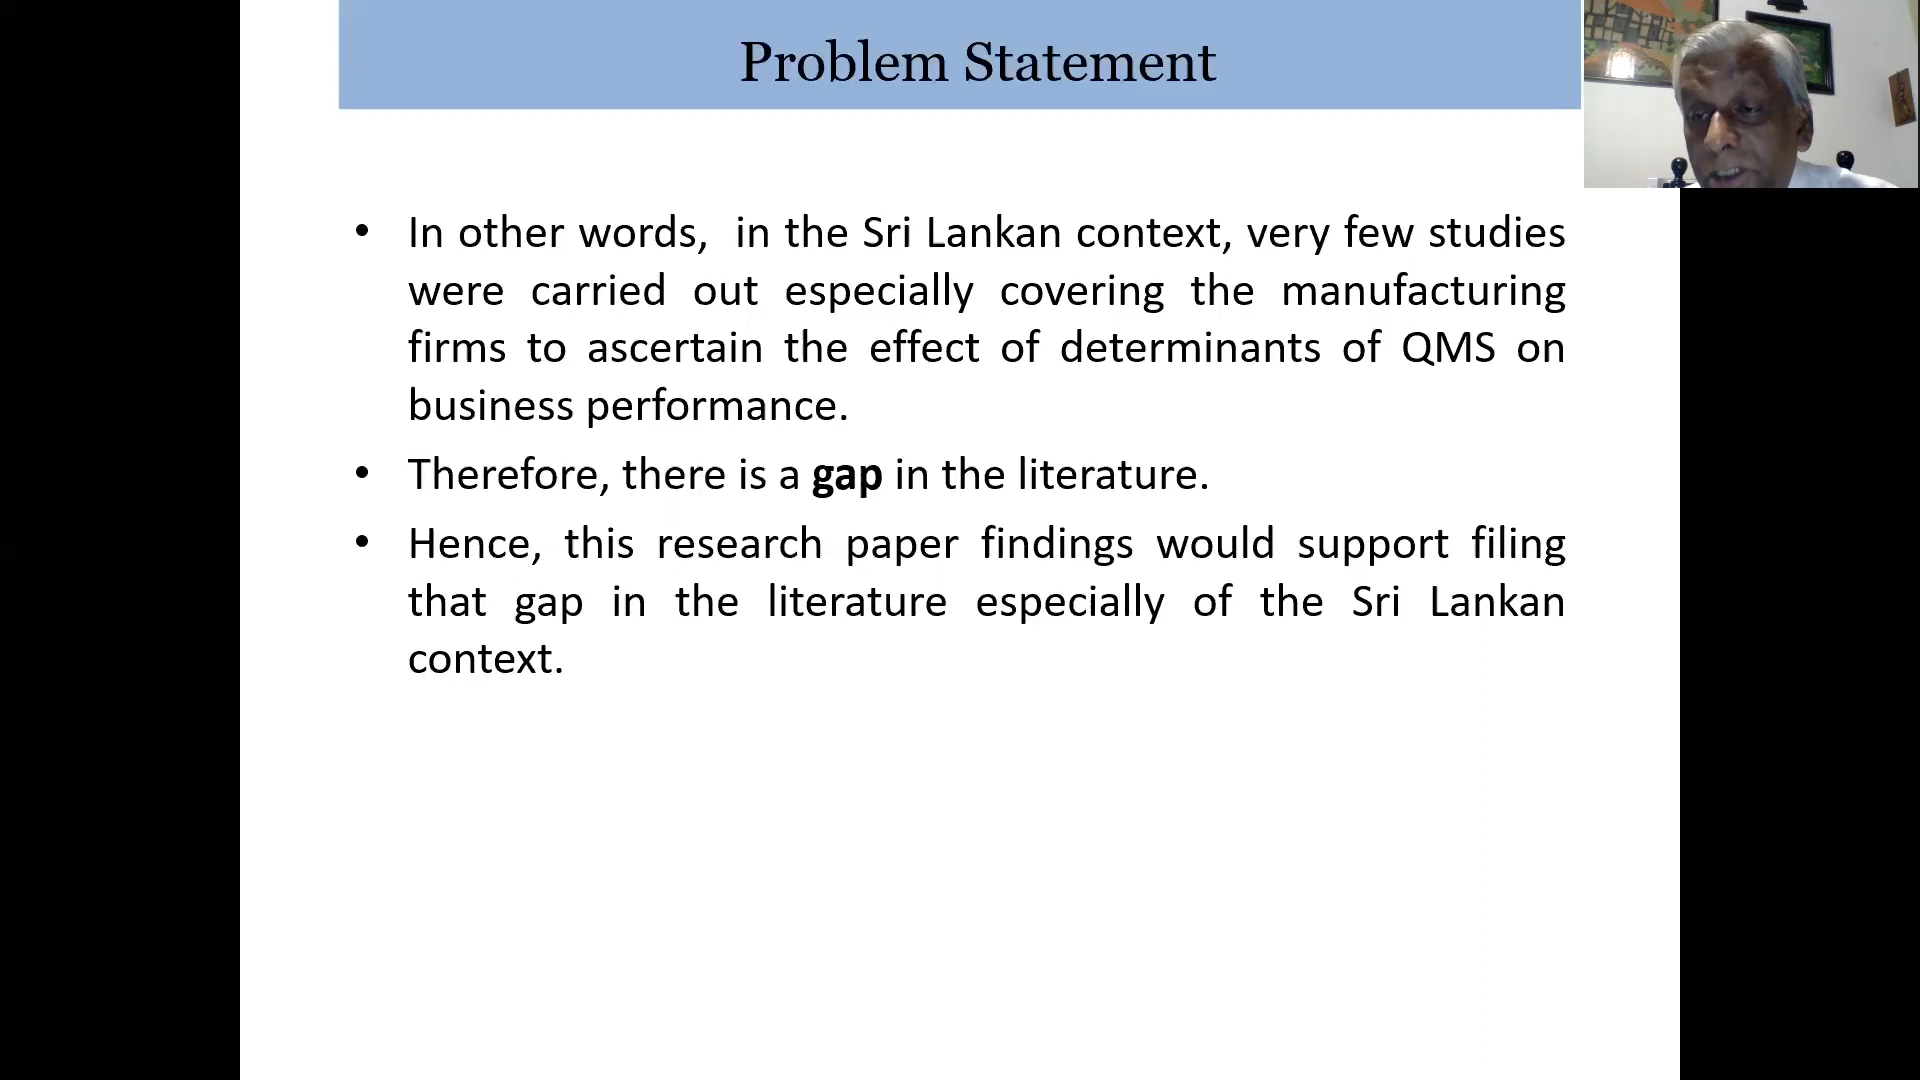 Problem Statement
• In other words,  in the Sri Lankan context, very few studies
were carried out especially covering the manufacturing
firms to ascertain the effect of determinants of QMS on
business performance.
• Therefore, there is a gap in the literature.
• Hence, this research paper findings would support filing
that gap in the literature especially of the Sri Lankan
context.